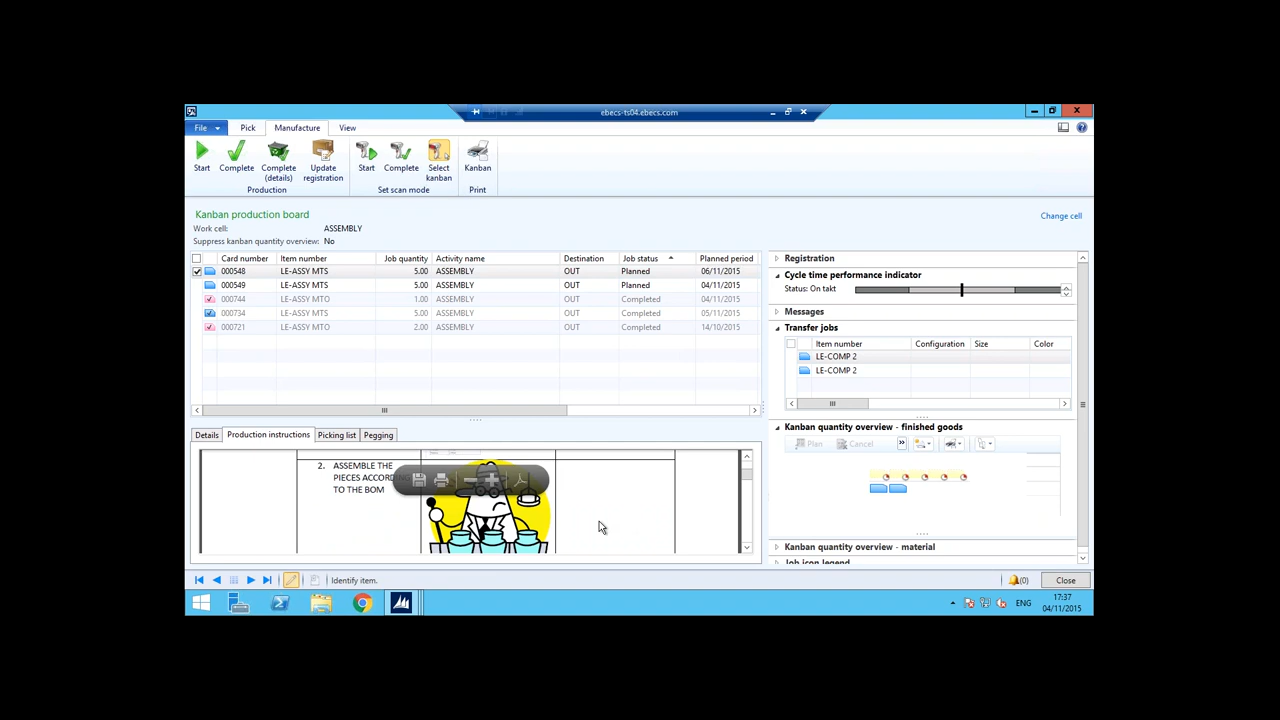 ebecs-ts04.ebecs.com
File Pick Manufacture View
Start Complete Complete (details) Update registration Start Complete Select kanban Kanban
Production Set scan mode Print
Kanban production board
Change cell
Work cell: ASSEMBLY
Suppress kanban quantity overview: No
Card number Item number Job quantity Activity name Destination Job status Planned period
000548 LE-ASSY MTS 5.00 ASSEMBLY OUT Planned 06/11/2015
000549 LE-ASSY MTS 5.00 ASSEMBLY OUT Planned 04/11/2015
000744 LE-ASSY MTO 1.00 ASSEMBLY OUT Completed 04/11/2015
000734 LE-ASSY MTS 5.00 ASSEMBLY OUT Completed 05/11/2015
000721 LE-ASSY MTO 2.00 ASSEMBLY OUT Completed 14/10/2015
Registration
Cycle time performance indicator
Status: On takt
Messages
Transfer jobs
Item number Configuration Size Color
LE-COMP 2
LE-COMP 2
Kanban quantity overview - finished goods
Plan Cancel
Kanban quantity overview - material
Job icon legend
Details Production instructions Picking list Pegging
2. ASSEMBLE THE
PIECES ACCORD
TO THE BOM
Identify item.
(0) Close
ENG
17:37
04/11/2015